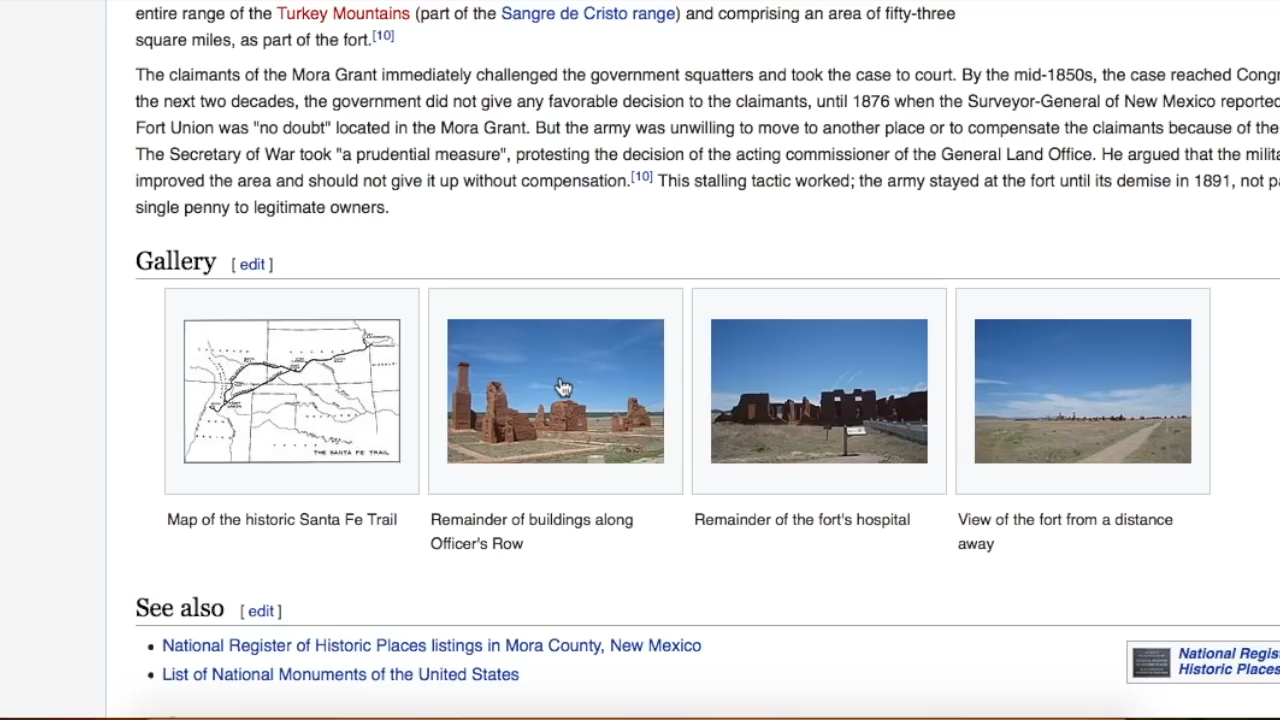 entire range of the Turkey Mountains (part of the Sangre de Cristo range) and comprising an area of fifty-three
square miles, as part of the fort.[10]
The claimants of the Mora Grant immediately challenged the government squatters and took the case to court. By the mid-1850s, the case reached Congr
the next two decades, the government did not give any favorable decision to the claimants, until 1876 when the Surveyor-General of New Mexico reported
Fort Union was "no doubt" located in the Mora Grant. But the army was unwilling to move to another place or to compensate the claimants because of the
The Secretary of War took "a prudential measure", protesting the decision of the acting commissioner of the General Land Office. He argued that the milita
improved the area and should not give it up without compensation.[10] This stalling tactic worked; the army stayed at the fort until its demise in 1891, not pa
single penny to legitimate owners.
Gallery [ edit ]
THE SANTA FE TRAIL
Map of the historic Santa Fe Trail
Remainder of buildings along
Officer's Row
Remainder of the fort's hospital
View of the fort from a distance
away
See also [ edit ]
• National Register of Historic Places listings in Mora County, New Mexico
• List of National Monuments of the United States
National Regis
Historic Places